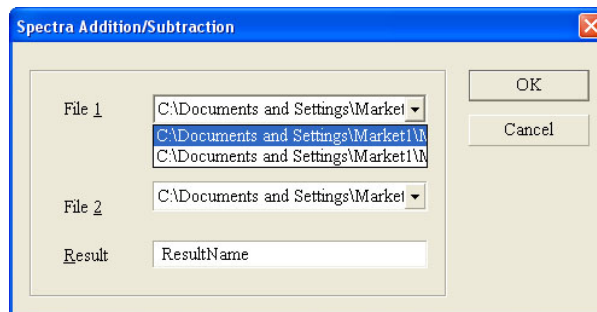 Spectra Addition/Subtraction
OK
File 1
C:\Documents and Settings\Market
C:\Documents and Settings\Market1\M
C:\Documents and Settings\Market1\M
Cancel
File 2
C:\Documents and Settings\Market
Result
ResultName